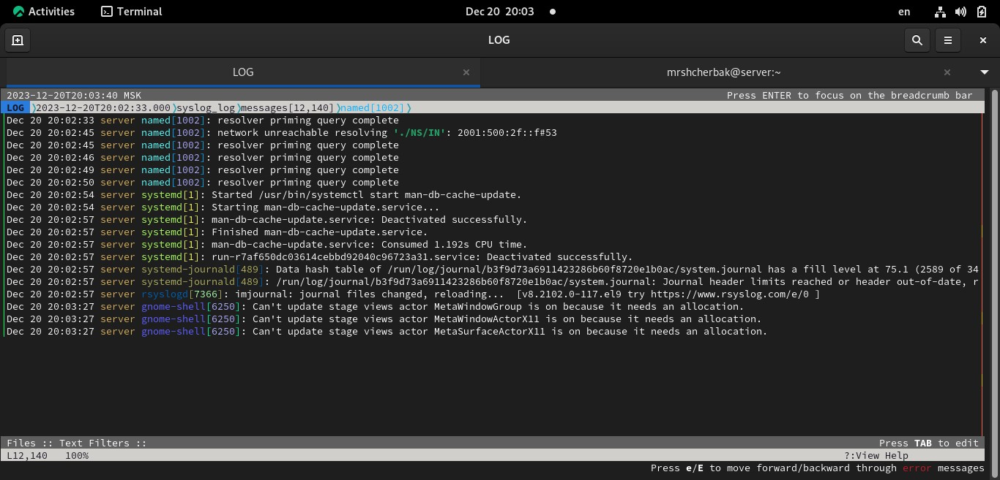 Activities Terminal Dec 20 20:03 en
LOG
LOG mrshcherbak@server:~
2023-12-20T20:03:40 MSK Press ENTER to focus on the breadcrumb bar
LOG 〉2023-12-20T20:02:33.000〉syslog_log〉messages[12,140]〉named[1002]〉
Dec 20 20:02:33 server named[1002]: resolver priming query complete
Dec 20 20:02:45 server named[1002]: network unreachable resolving './NS/IN': 2001:500:2f::f#53
Dec 20 20:02:45 server named[1002]: resolver priming query complete
Dec 20 20:02:46 server named[1002]: resolver priming query complete
Dec 20 20:02:49 server named[1002]: resolver priming query complete
Dec 20 20:02:50 server named[1002]: resolver priming query complete
Dec 20 20:02:54 server systemd[1]: Started /usr/bin/systemctl start man-db-cache-update.
Dec 20 20:02:54 server systemd[1]: Starting man-db-cache-update.service...
Dec 20 20:02:57 server systemd[1]: man-db-cache-update.service: Deactivated successfully.
Dec 20 20:02:57 server systemd[1]: Finished man-db-cache-update.service.
Dec 20 20:02:57 server systemd[1]: man-db-cache-update.service: Consumed 1.192s CPU time.
Dec 20 20:02:57 server systemd[1]: run-r7af650dc03614cebbd92040c96723a31.service: Deactivated successfully.
Dec 20 20:02:57 server systemd-journald[489]: Data hash table of /run/log/journal/b3f9d73a6911423286b60f8720e1b0ac/system.journal has a fill level at 75.1 (2589 of 34
Dec 20 20:02:57 server systemd-journald[489]: /run/log/journal/b3f9d73a6911423286b60f8720e1b0ac/system.journal: Journal header limits reached or header out-of-date, r
Dec 20 20:02:57 server rsyslogd[7366]: imjournal: journal files changed, reloading...  [v8.2102.0-117.el9 try https://www.rsyslog.com/e/0 ]
Dec 20 20:03:27 server gnome-shell[6250]: Can't update stage views actor MetaWindowGroup is on because it needs an allocation.
Dec 20 20:03:27 server gnome-shell[6250]: Can't update stage views actor MetaWindowActorX11 is on because it needs an allocation.
Dec 20 20:03:27 server gnome-shell[6250]: Can't update stage views actor MetaSurfaceActorX11 is on because it needs an allocation.
Files :: Text Filters :: Press TAB to edit
L12,140 100% ?:View Help
Press e/E to move forward/backward through error messages